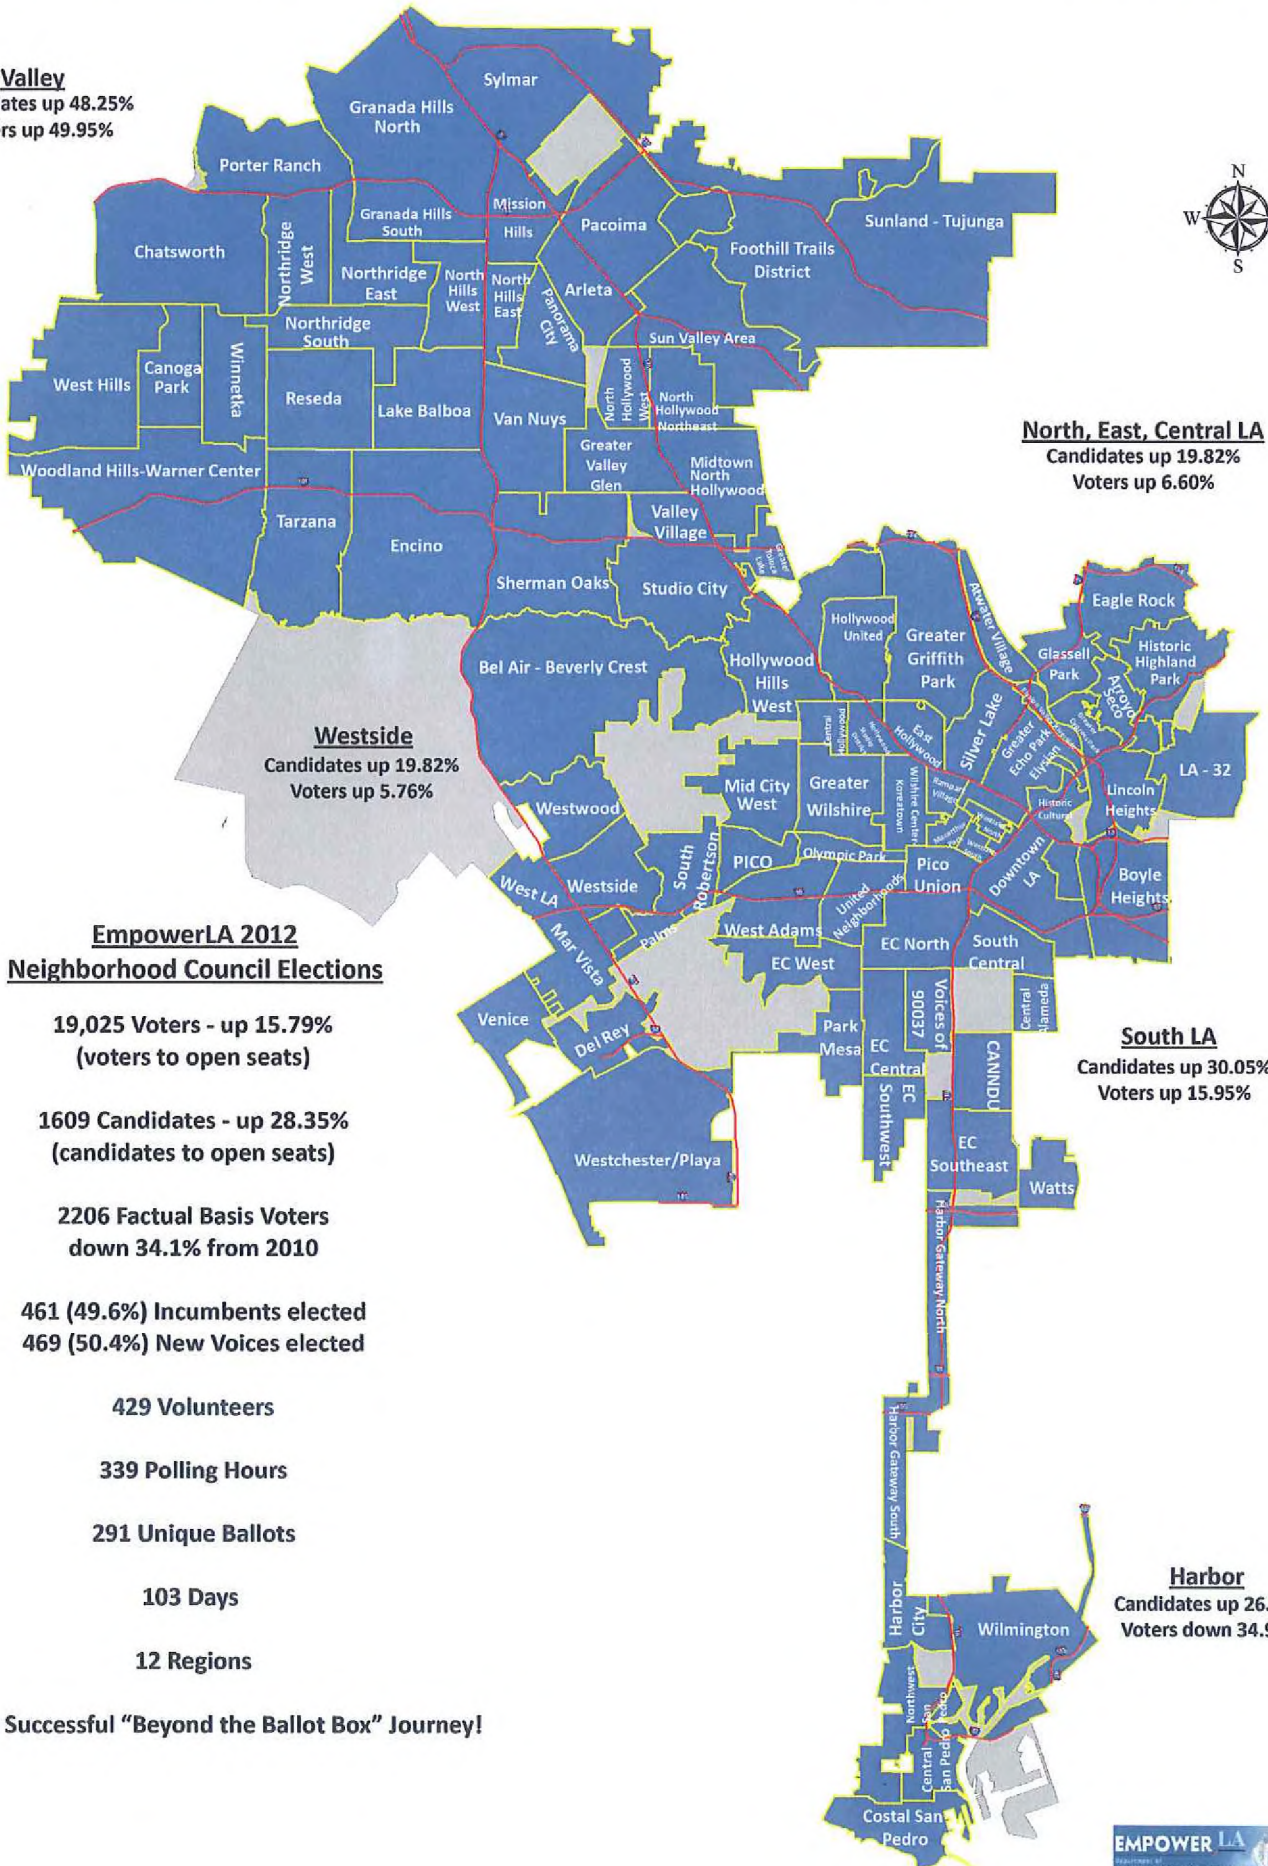 Valley
ates up 48.25%
rs up 49.95%
Sylmar
Granada Hills
North
Porter Ranch
N
W
S
Mission
Hills
Granada Hills
South
Pacoima
Sunland - Tujunga
Chatsworth
Northridge
West
Foothill Trails
District
Northridge
East
North
Hills
West
North
Hills
East
Panorama
City
Arleta
Northridge
South
Sun Valley Area
West Hills
Canoga
Park
Winnetka
Reseda
Lake Balboa
Van Nuys
North
Hollywood
West
North
Hollywood
Northeast
North, East, Central LA
Candidates up 19.82%
Voters up 6.60%
Woodland Hills-Warner Center
Greater
Valley
Glen
Midtown
North
Hollywood
Tarzana
Encino
Valley
Village
Sherman Oaks
Studio City
Greater
Toluca
Lake
Hollywood
United
Greater
Griffith
Park
Atwater Village
Eagle Rock
Glassell
Park
Historic
Highland
Park
Arroyo
Seco
Bel Air - Beverly Crest
Hollywood
Hills
West
Central
Hollywood
East
Hollywood
Silver Lake
Greater
Echo Park
Elysian
LA - 32
Westside
Candidates up 19.82%
Voters up 5.76%
Westwood
Mid City
West
Greater
Wilshire
Wilshire Center
Koreatown
Rampart
Village
Historic
Cultural
Lincoln
Heights
West LA
Westside
South
Robertson
PICO
Olympic Park
Pico
Union
Downtown
LA
Boyle
Heights
Mar Vista
Palms
West Adams
United
Neighborhoods
EC West
EC North
South
Central
EmpowerLA 2012
Neighborhood Council Elections
19,025 Voters - up 15.79%
(voters to open seats)
1609 Candidates - up 28.35%
(candidates to open seats)
2206 Factual Basis Voters
down 34.1% from 2010
461 (49.6%) Incumbents elected
469 (50.4%) New Voices elected
429 Volunteers
339 Polling Hours
291 Unique Ballots
103 Days
12 Regions
Successful “Beyond the Ballot Box” Journey!
Venice
Del Rey
Park
Mesa
EC
Central
Voices of
90037
Central
Alameda
CANNDU
South LA
Candidates up 30.05%
Voters up 15.95%
EC
Southwest
Westchester/Playa
EC
Southeast
Watts
Harbor Gateway North
Harbor Gateway South
Harbor
City
Wilmington
Harbor
Candidates up 26.
Voters down 34.9
Northwest
San
Pedro
Central
San Pedro
Costal San
Pedro
EMPOWER LA